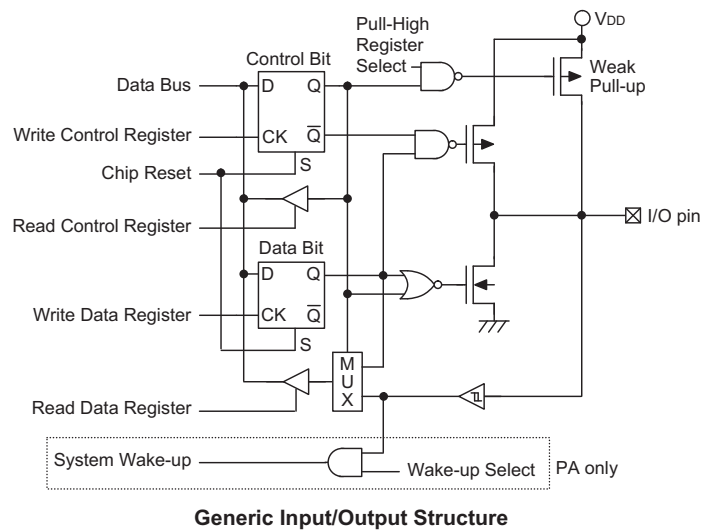 VDD
Pull-High
Register
Select
Control Bit
Weak
Pull-up
Data Bus
D
Q
Write Control Register
CK
Q
S
Chip Reset
Read Control Register
I/O pin
Data Bit
D
Q
Write Data Register
CK
Q
S
M
U
X
Read Data Register
System Wake-up
Wake-up Select
PA only
Generic Input/Output Structure